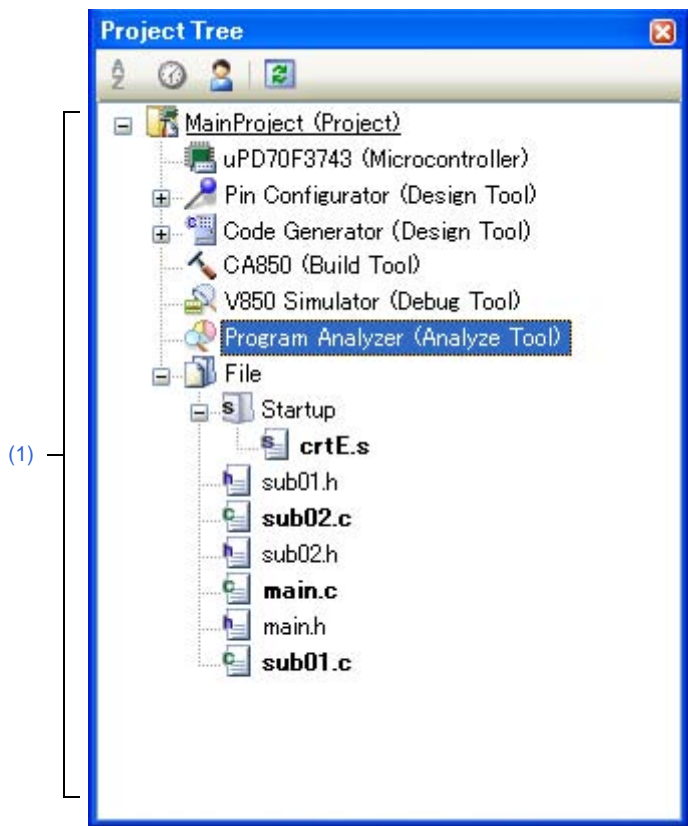 Project Tree
MainProject (Project)
uPD70F3743 (Microcontroller)
Pin Configurator (Design Tool)
Code Generator (Design Tool)
CA850 (Build Tool)
V850 Simulator (Debug Tool)
Program Analyzer (Analyze Tool)
File
Startup
crtE.s
sub01.h
(1)
sub02.c
sub02.h
main.c
main.h
sub01.c